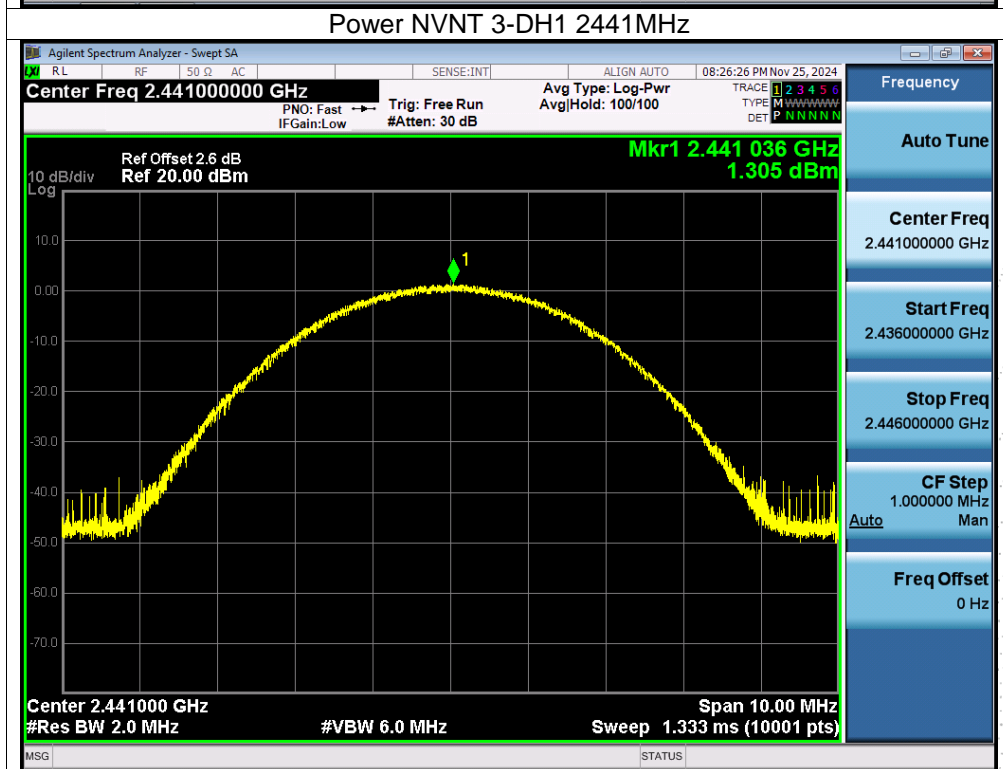 Power NVNT 3-DH1 2441MHz
Agilent Spectrum Analyzer - Swept SA
LXI RL RF 50 Ω AC SENSE:INT ALIGN AUTO 08:26:26 PM Nov 25, 2024
Center Freq 2.441000000 GHz
PNO: Fast
IFGain:Low
Trig: Free Run
#Atten: 30 dB
Avg Type: Log-Pwr
Avg|Hold: 100/100
TRACE 1 2 3 4 5 6
TYPE M WWWWW
DET P N N N N N
Frequency
Mkr1 2.441 036 GHz
1.305 dBm
Ref Offset 2.6 dB
10 dB/div Ref 20.00 dBm
Log
10.0
0.00
-10.0
-20.0
-30.0
-40.0
-50.0
-60.0
-70.0
1
Center 2.441000 GHz Span 10.00 MHz
#Res BW 2.0 MHz #VBW 6.0 MHz Sweep 1.333 ms (10001 pts)
Auto Tune
Center Freq
2.441000000 GHz
Start Freq
2.436000000 GHz
Stop Freq
2.446000000 GHz
CF Step
1.000000 MHz
Auto Man
Freq Offset
0 Hz
MSG STATUS